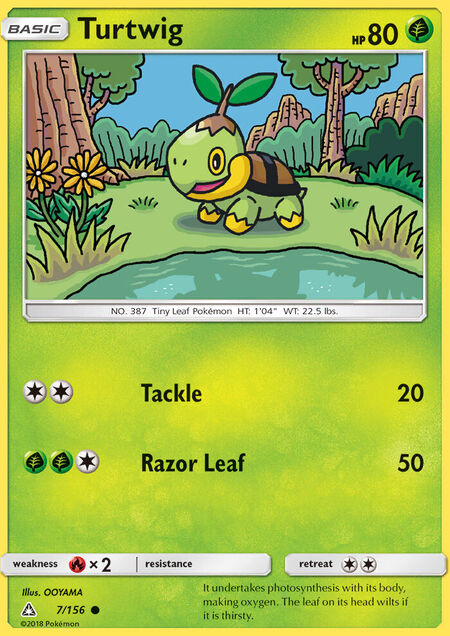 BASIC Turtwig HP 80
NO. 387 Tiny Leaf Pokémon HT: 1'04" WT: 22.5 lbs.
Tackle 20
Razor Leaf 50
weakness ×2 resistance retreat
Illus. OOYAMA
7/156
©2018 Pokémon
It undertakes photosynthesis with its body,
making oxygen. The leaf on its head wilts if
it is thirsty.